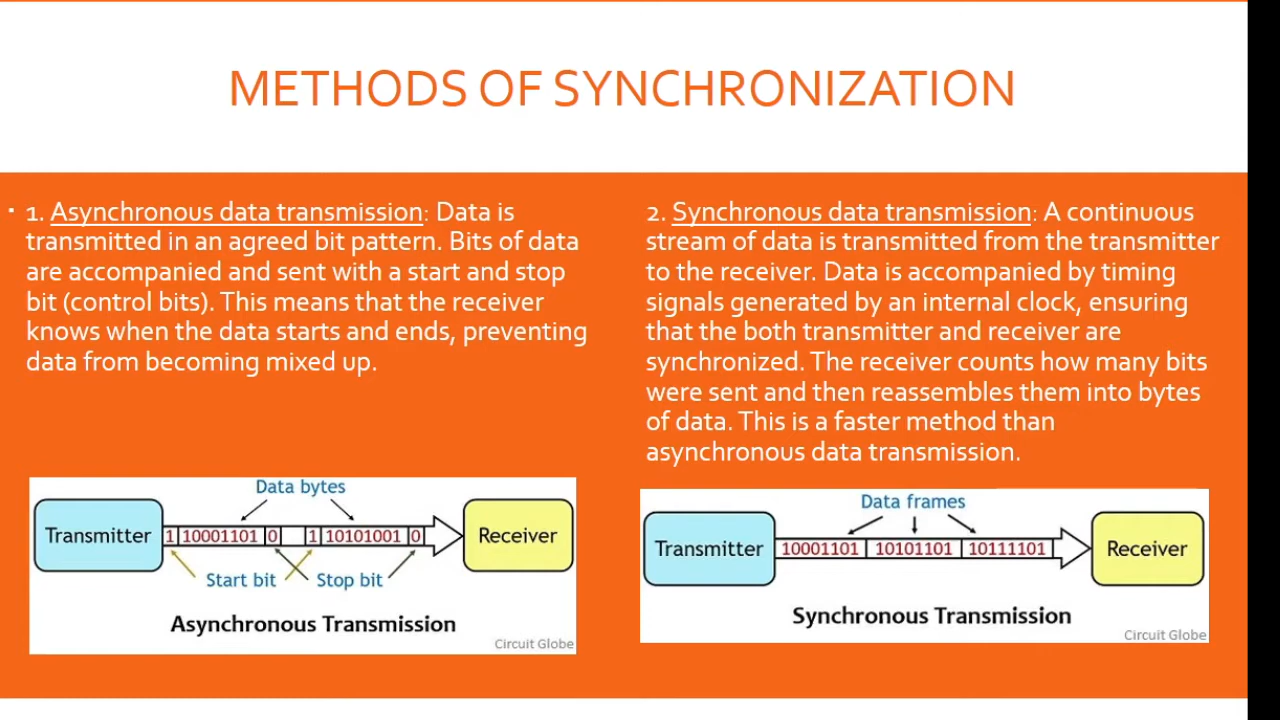 METHODS OF SYNCHRONIZATION
▪ 1. Asynchronous data transmission: Data is
transmitted in an agreed bit pattern. Bits of data
are accompanied and sent with a start and stop
bit (control bits). This means that the receiver
knows when the data starts and ends, preventing
data from becoming mixed up.
Data bytes
Transmitter
1 10001101 0 1 10101001 0
Receiver
Start bit
Stop bit
Asynchronous Transmission
Circuit Globe
2. Synchronous data transmission: A continuous
stream of data is transmitted from the transmitter
to the receiver. Data is accompanied by timing
signals generated by an internal clock, ensuring
that the both transmitter and receiver are
synchronized. The receiver counts how many bits
were sent and then reassembles them into bytes
of data. This is a faster method than
asynchronous data transmission.
Data frames
Transmitter
10001101 10101101 10111101
Receiver
Synchronous Transmission
Circuit Globe